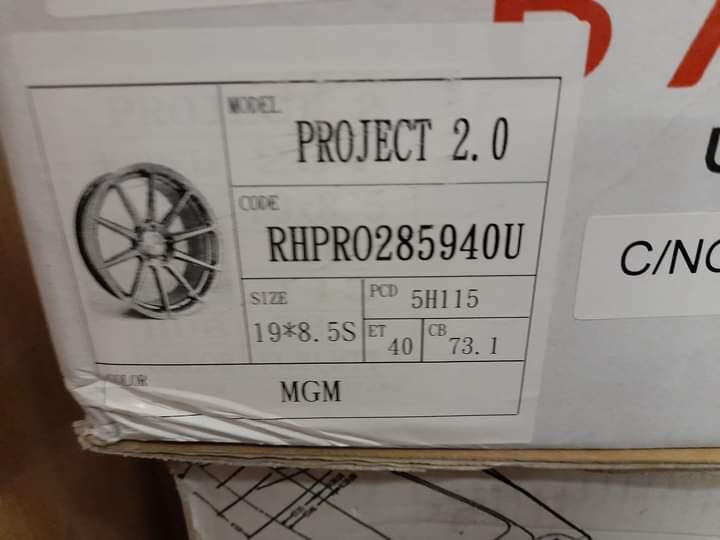 MODEL
PROJECT 2.0
CODE
RHPRO285940U
SIZE
19*8.5S
PCD 5H115
ET 40
CB 73.1
COLOR
MGM
C/NO